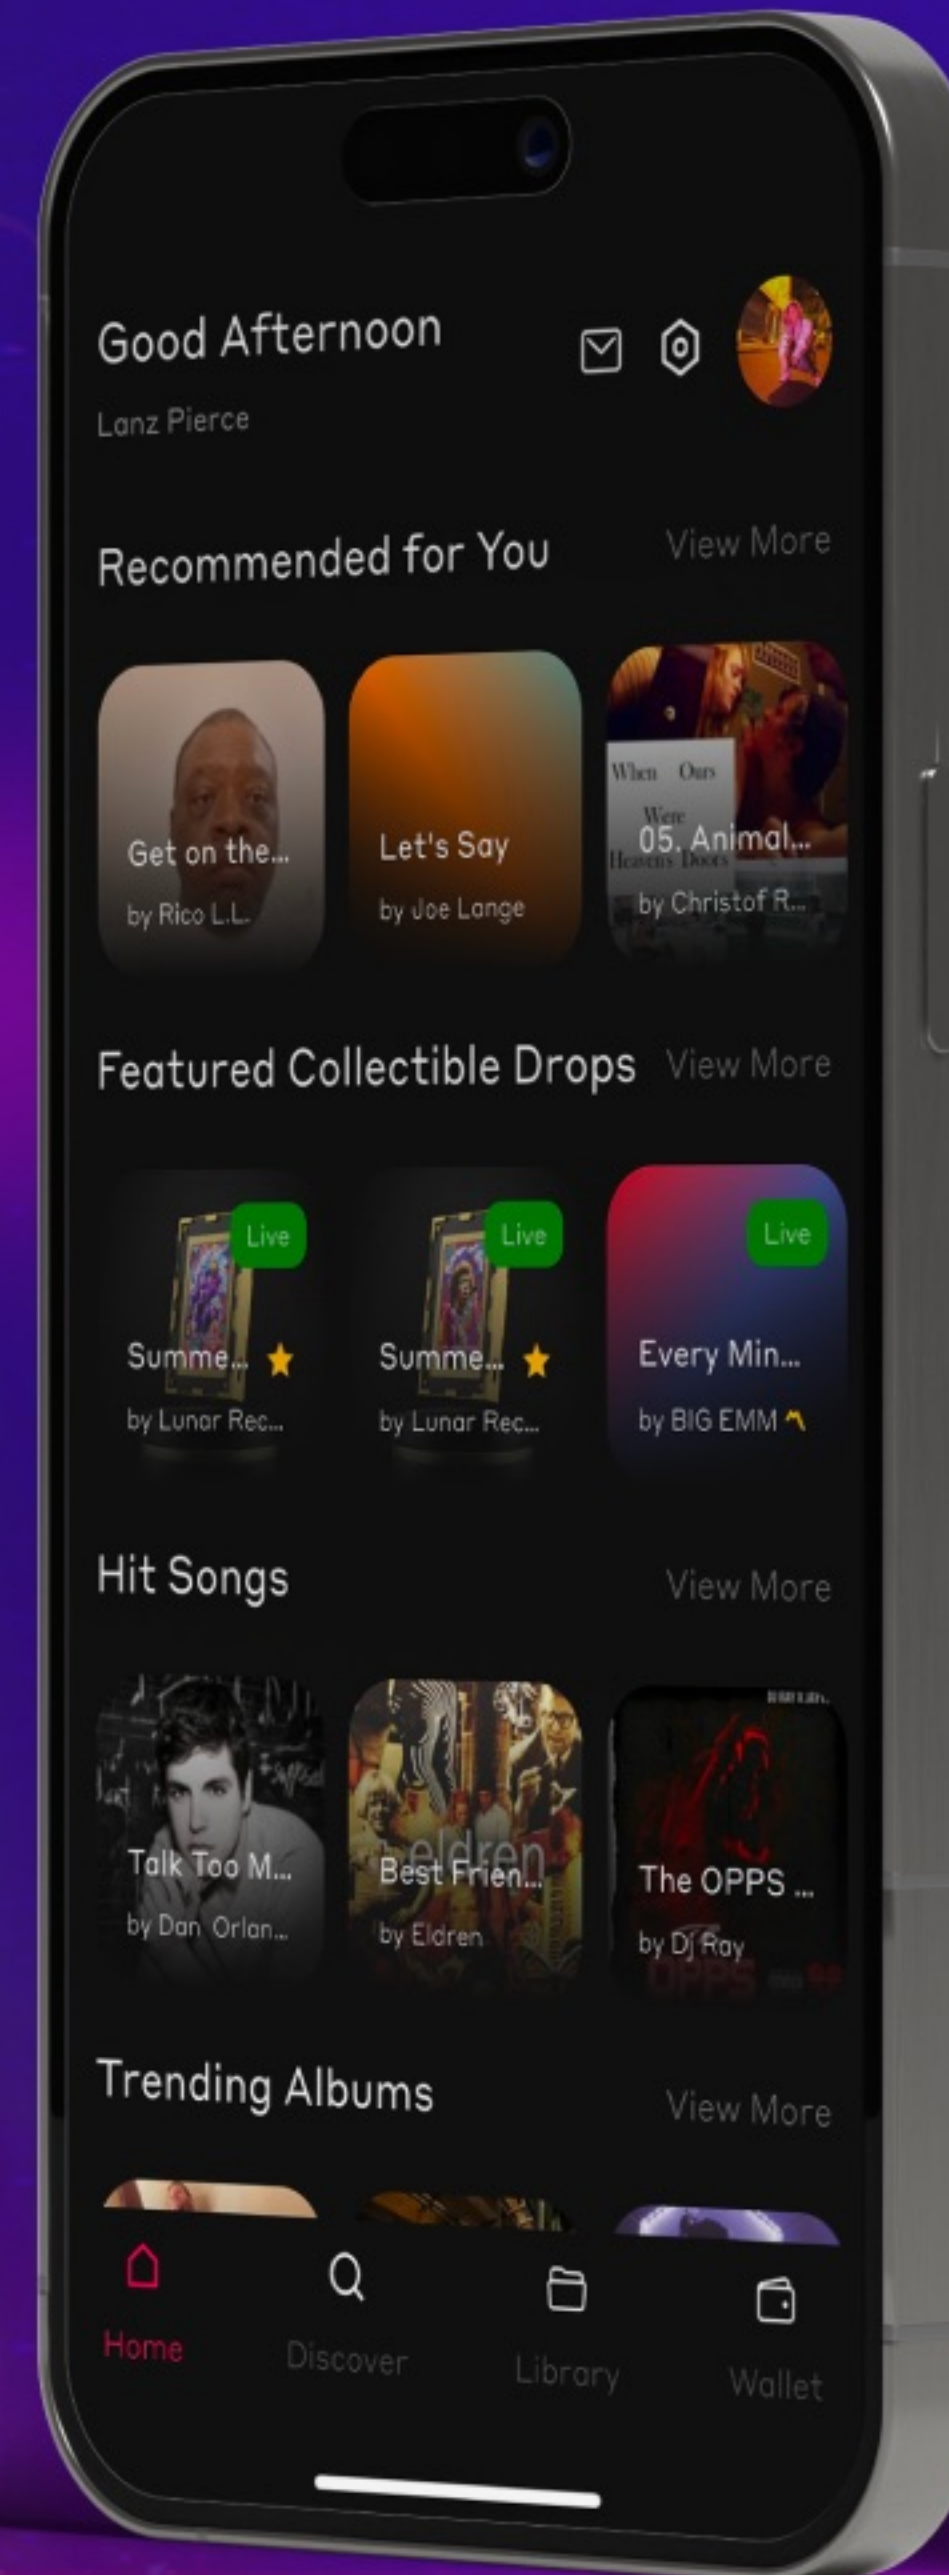 Good Afternoon
Lanz Pierce
Recommended for You
View More
When Ours
Were
Heaven's Doors
Get on the...
by Rico L.L.
Let's Say
by Joe Lange
05. Animal...
by Christof R...
Featured Collectible Drops
View More
Live
Summe...
by Lunar Rec...
Live
Summe...
by Lunar Rec...
Live
Every Min...
by BIG EMM
Hit Songs
View More
Talk Too M...
by Dan Orlan...
eldren
Best Frien...
by Eldren
The OPPS ...
by Dj Ray
OPPS
Trending Albums
View More
Home
Discover
Library
Wallet